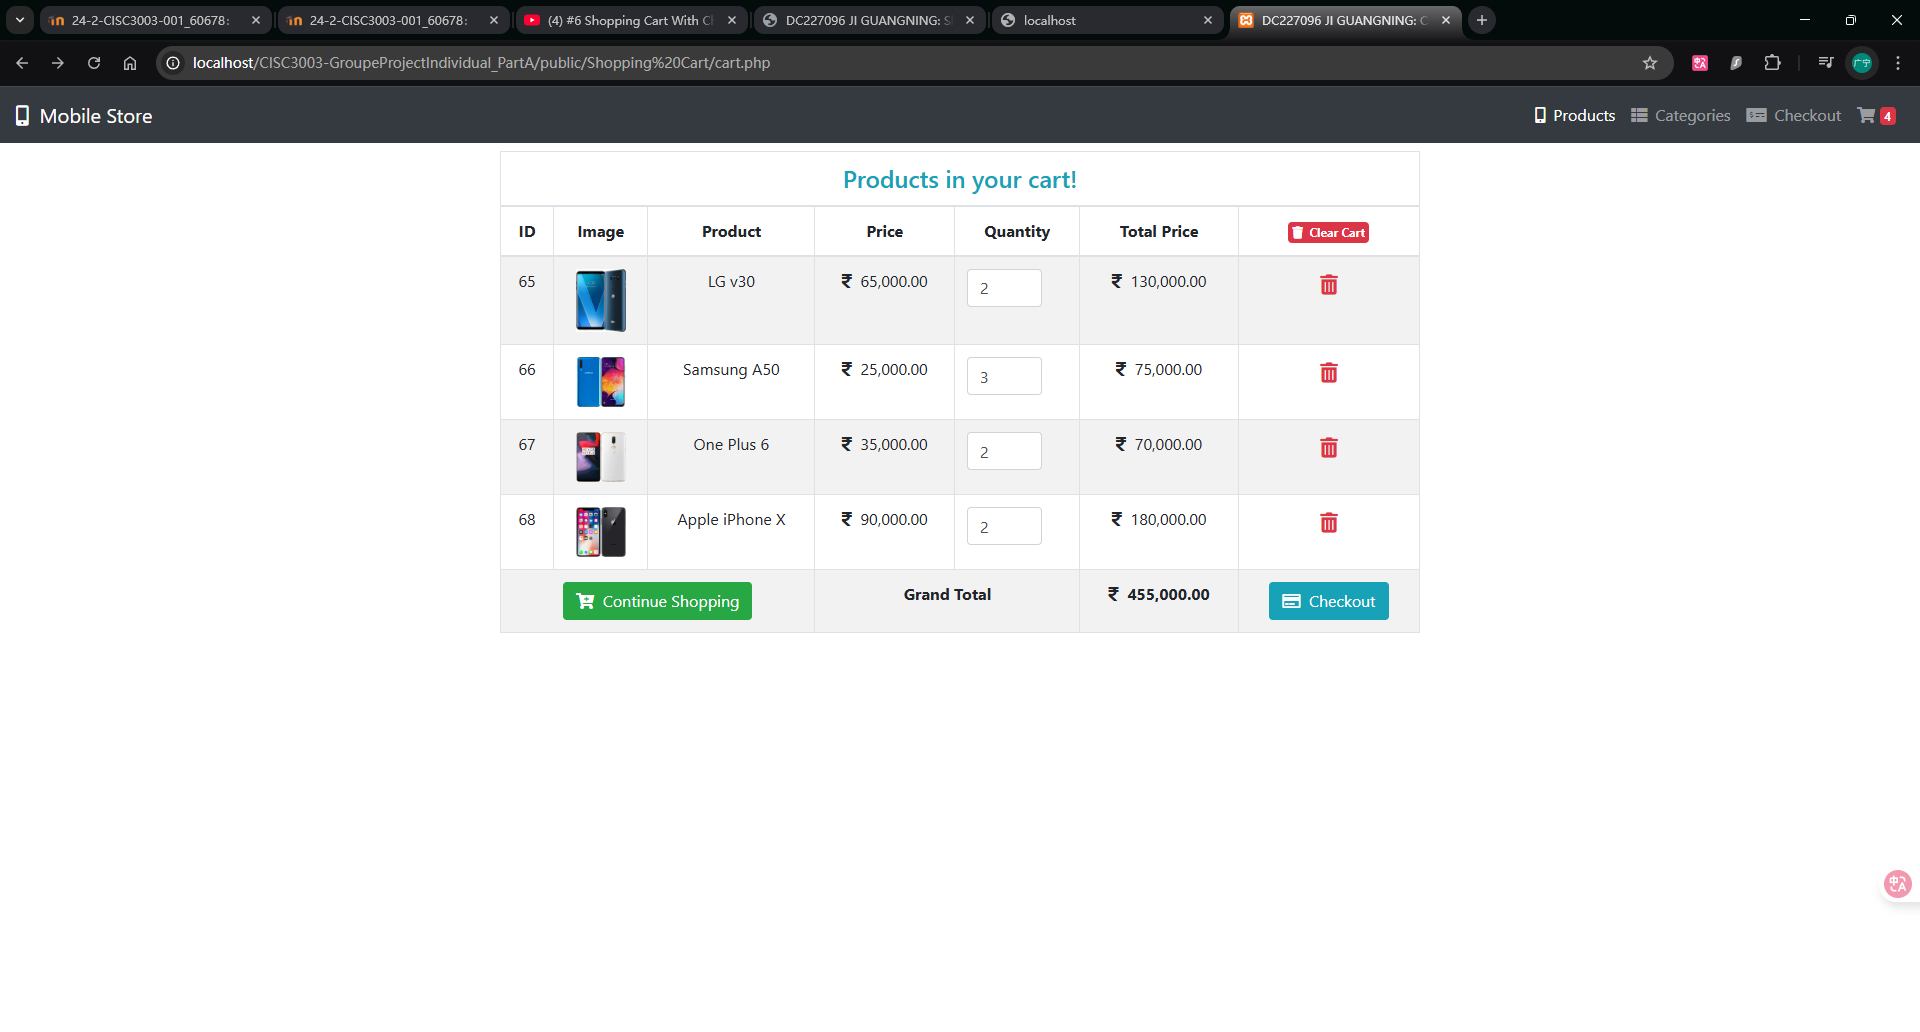 24-2-CISC3003-001_60678:
24-2-CISC3003-001_60678:
(4) #6 Shopping Cart With Ch
DC227096 JI GUANGNING: S
localhost
DC227096 JI GUANGNING: C
localhost/CISC3003-GroupeProjectIndividual_PartA/public/Shopping%20Cart/cart.php
广宁
Mobile Store
Products
Categories
Checkout
4
Products in your cart!
ID Image Product Price Quantity Total Price Clear Cart
65 LG v30 ₹ 65,000.00 2 ₹ 130,000.00
66 Samsung A50 ₹ 25,000.00 3 ₹ 75,000.00
67 One Plus 6 ₹ 35,000.00 2 ₹ 70,000.00
68 Apple iPhone X ₹ 90,000.00 2 ₹ 180,000.00
Continue Shopping Grand Total ₹ 455,000.00 Checkout